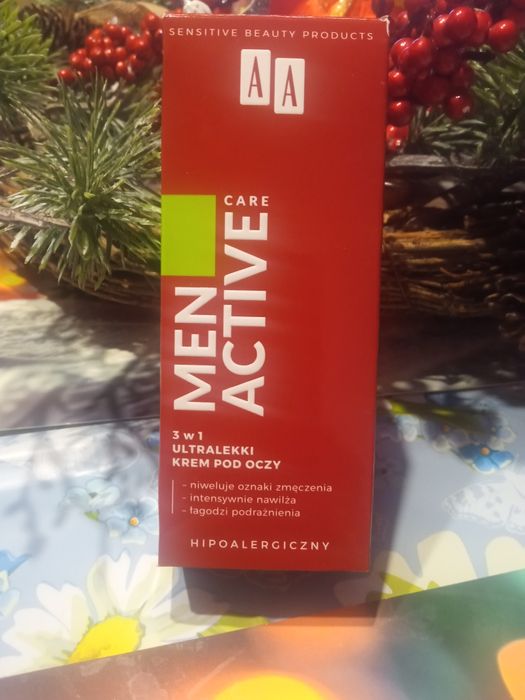 SENSITIVE BEAUTY PRODUCTS
AA
CARE
MEN
ACTIVE
3 w 1
ULTRALEKKI
KREM POD OCZY
- niweluje oznaki zmęczenia
- intensywnie nawilża
- łagodzi podrażnienia
HIPOALERGICZNY